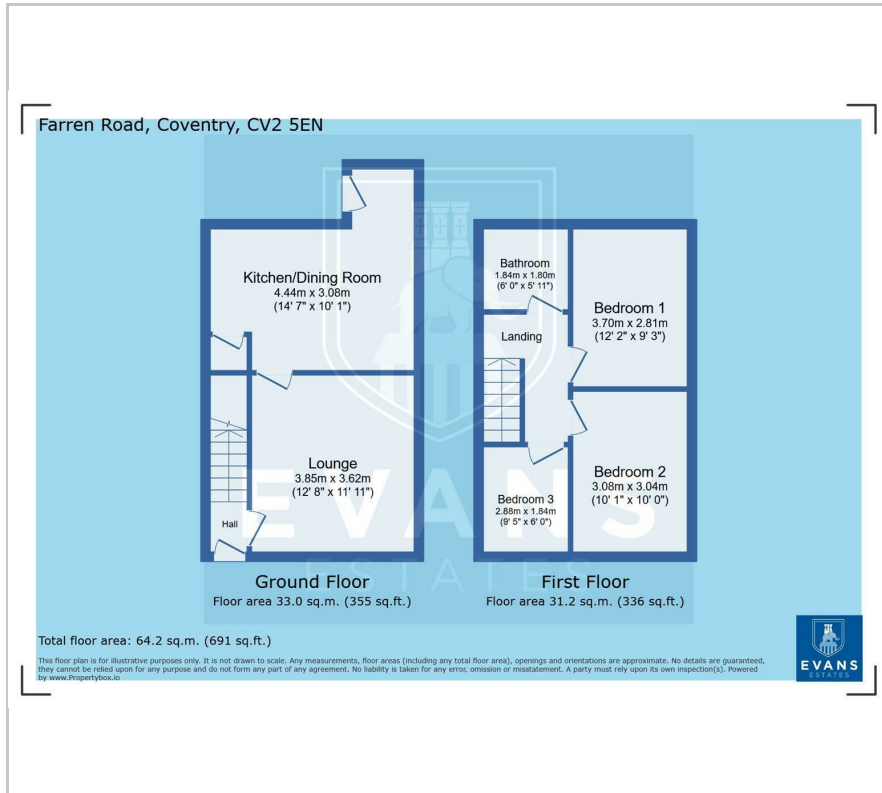 Farren Road, Coventry, CV2 5EN
Kitchen/Dining Room
4.44m x 3.08m
(14' 7" x 10' 1")
Lounge
3.85m x 3.62m
(12' 8" x 11' 11")
Hall
Ground Floor
Floor area 33.0 sq.m. (355 sq.ft.)
Bathroom
1.84m x 1.80m
(6' 0" x 5' 11")
Landing
Bedroom 1
3.70m x 2.81m
(12' 2" x 9' 3")
Bedroom 2
3.08m x 3.04m
(10' 1" x 10' 0")
Bedroom 3
2.88m x 1.84m
(9' 5" x 6' 0")
First Floor
Floor area 31.2 sq.m. (336 sq.ft.)
EVANS
ESTATES
Total floor area: 64.2 sq.m. (691 sq.ft.)
This floor plan is for illustrative purposes only. It is not drawn to scale. Any measurements, floor areas (including any total floor area), openings and orientations are approximate. No details are guaranteed,
they cannot be relied upon for any purpose and do not form any part of any agreement. No liability is taken for any error, omission or misstatement. A party must rely upon its own inspection(s). Powered
by www.Propertybox.io
EVANS
ESTATES